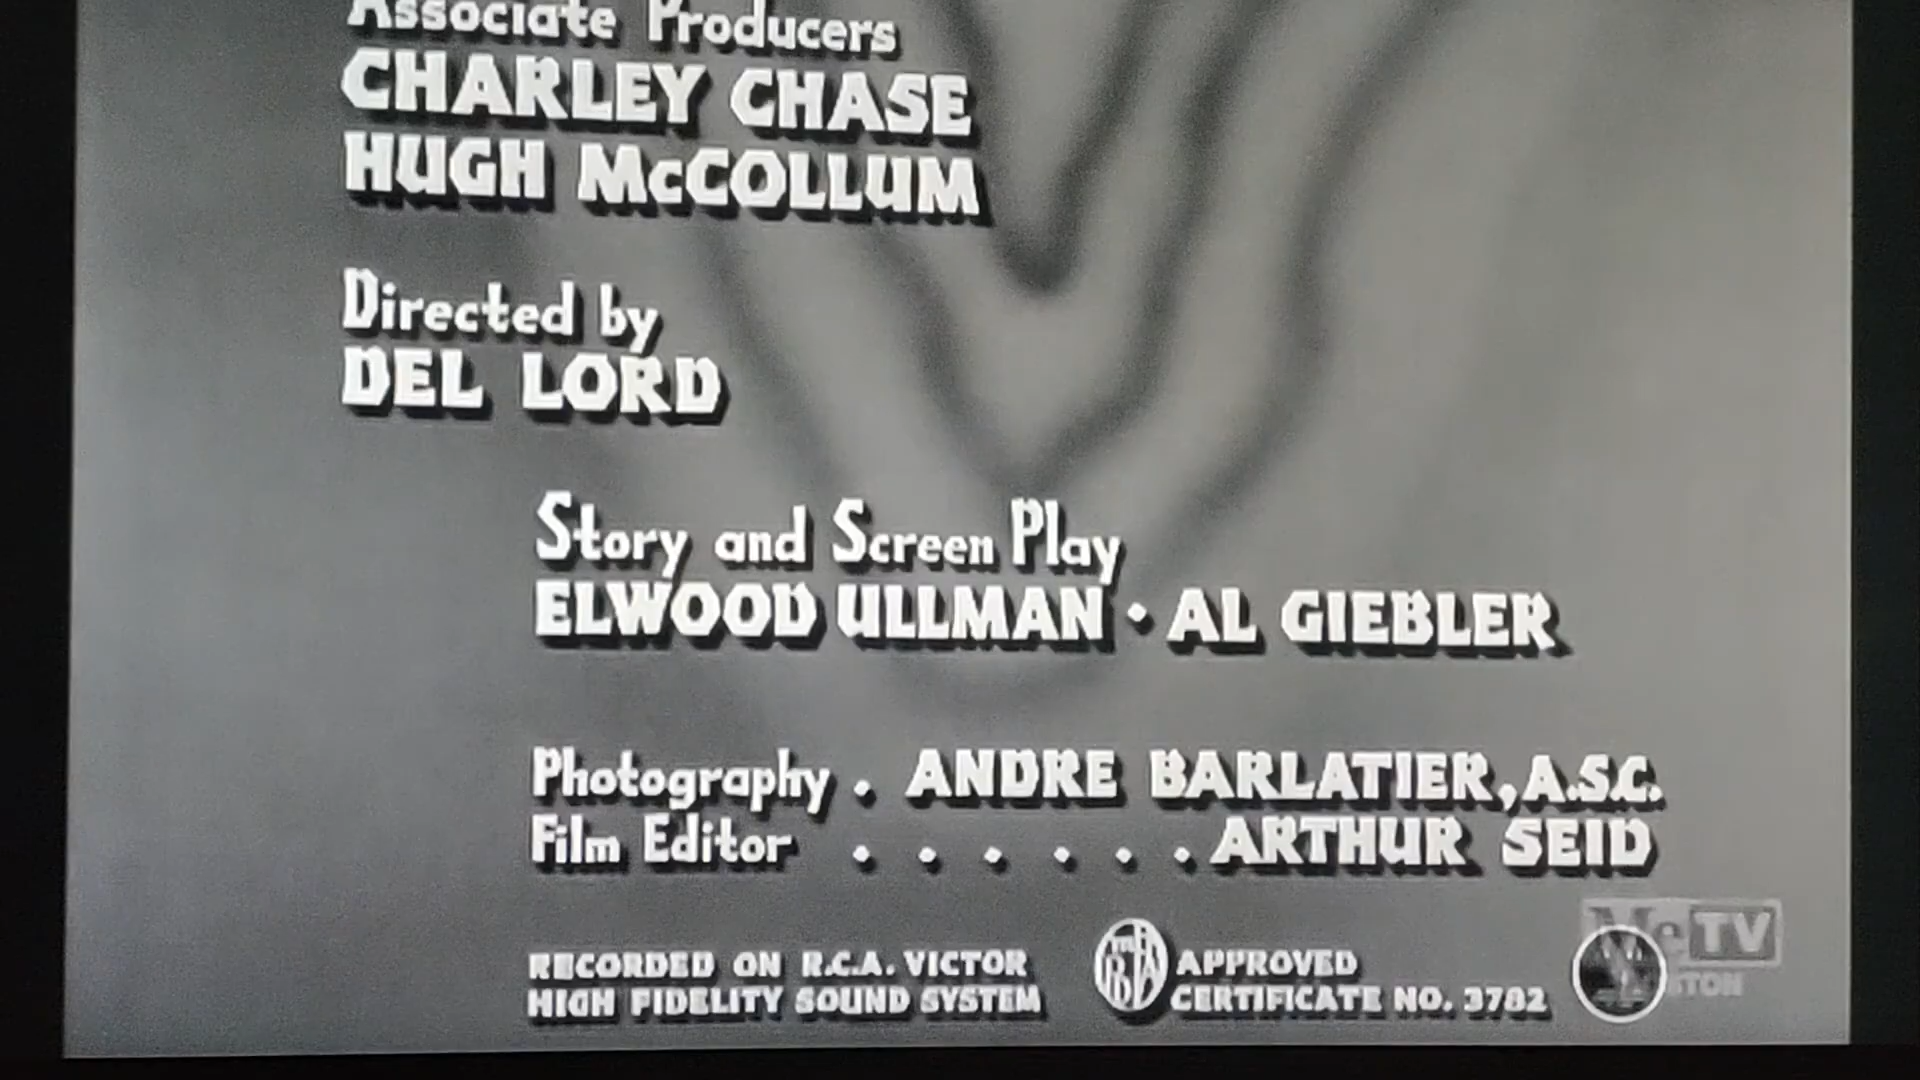 Associate Producers
CHARLEY CHASE
HUGH McCOLLUM
Directed by
DEL LORD
Story and Screen Play
ELWOOD ULLMAN · AL GIEBLER
Photography . ANDRE BARLATIER, A.S.C.
Film Editor . . . . . . ARTHUR SEID
RECORDED ON R.C.A. VICTOR
HIGH FIDELITY SOUND SYSTEM
APPROVED
CERTIFICATE NO. 3782
MeTV